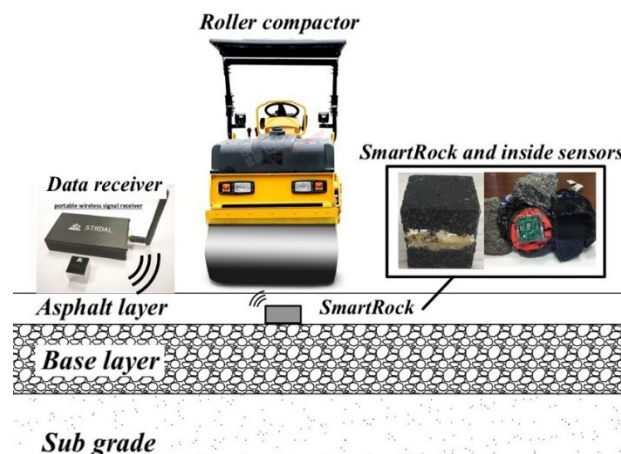 Roller compactor
SmartRock and inside sensors
Data receiver
portable wireless signal receiver
STRDAL
Asphalt layer
SmartRock
Base layer
Sub grade